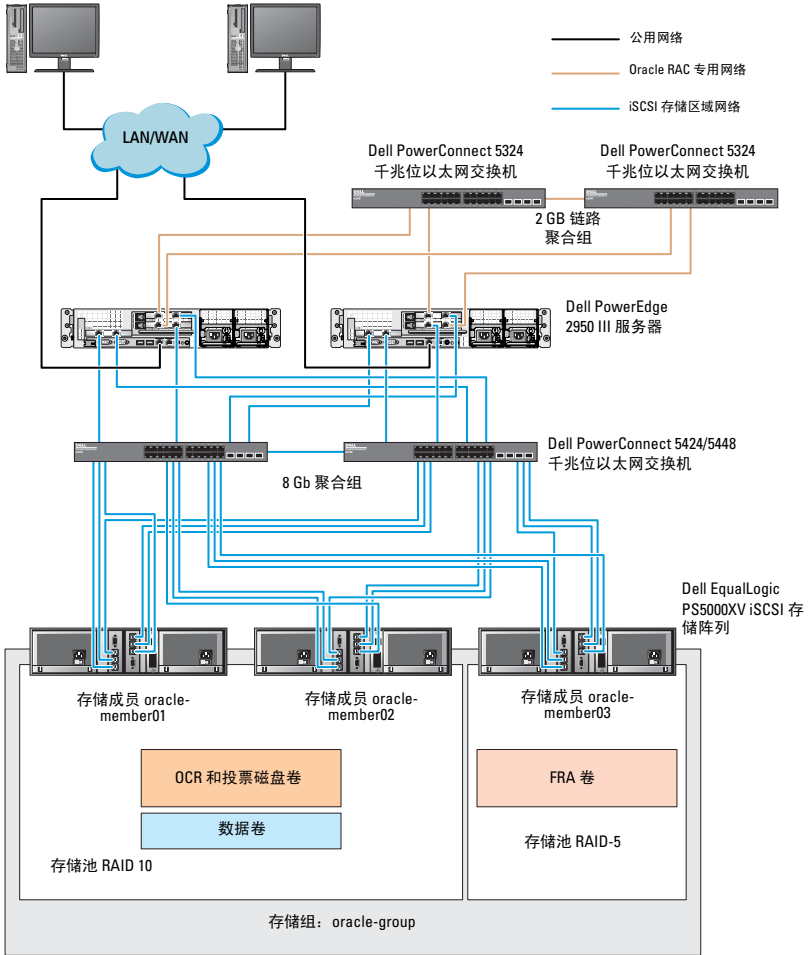 公用网络
Oracle RAC 专用网络
iSCSI 存储区域网络
LAN/WAN
Dell PowerConnect 5324
千兆位以太网交换机
Dell PowerConnect 5324
千兆位以太网交换机
2 GB 链路
聚合组
Dell PowerEdge
2950 III 服务器
Dell PowerConnect 5424/5448
千兆位以太网交换机
8 Gb 聚合组
Dell EqualLogic
PS5000XV iSCSI 存
储阵列
存储成员 oracle-
member01
存储成员 oracle-
member02
存储成员 oracle-
member03
OCR 和投票磁盘卷
数据卷
FRA 卷
存储池 RAID 10
存储池 RAID-5
存储组：oracle-group